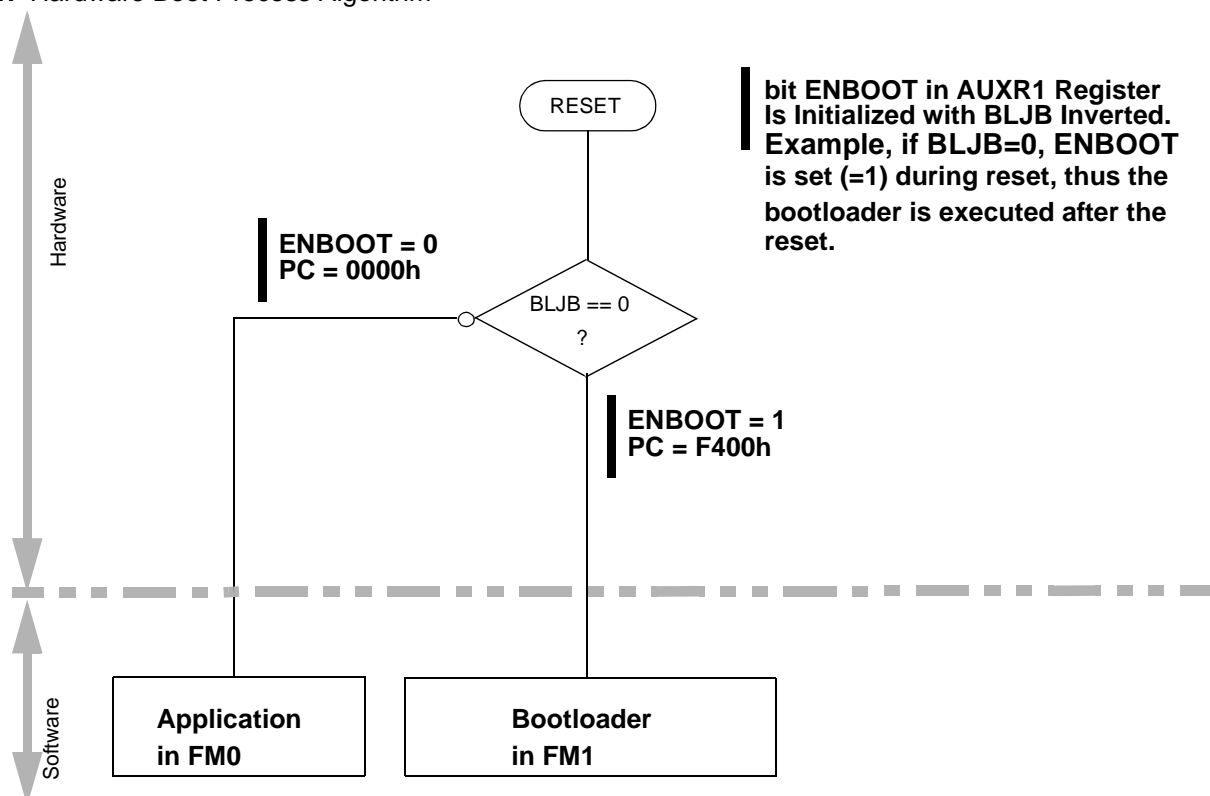 Hardware Boot Process Algorithm
RESET
bit ENBOOT in AUXR1 Register
Is Initialized with BLJB Inverted.
Example, if BLJB=0, ENBOOT
is set (=1) during reset, thus the
bootloader is executed after the
reset.
Hardware
ENBOOT = 0
PC = 0000h
BLJB == 0
?
ENBOOT = 1
PC = F400h
Software
Application
in FM0
Bootloader
in FM1